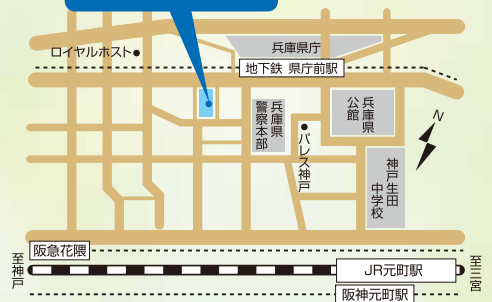 兵庫県庁
ロイヤルホスト
地下鉄 県庁前駅
兵庫県
公館
兵庫県
警察本部
パレス神戸
N
神戸生田
中学校
阪急花隈
至神戸
JR元町駅
至三宮
阪神元町駅